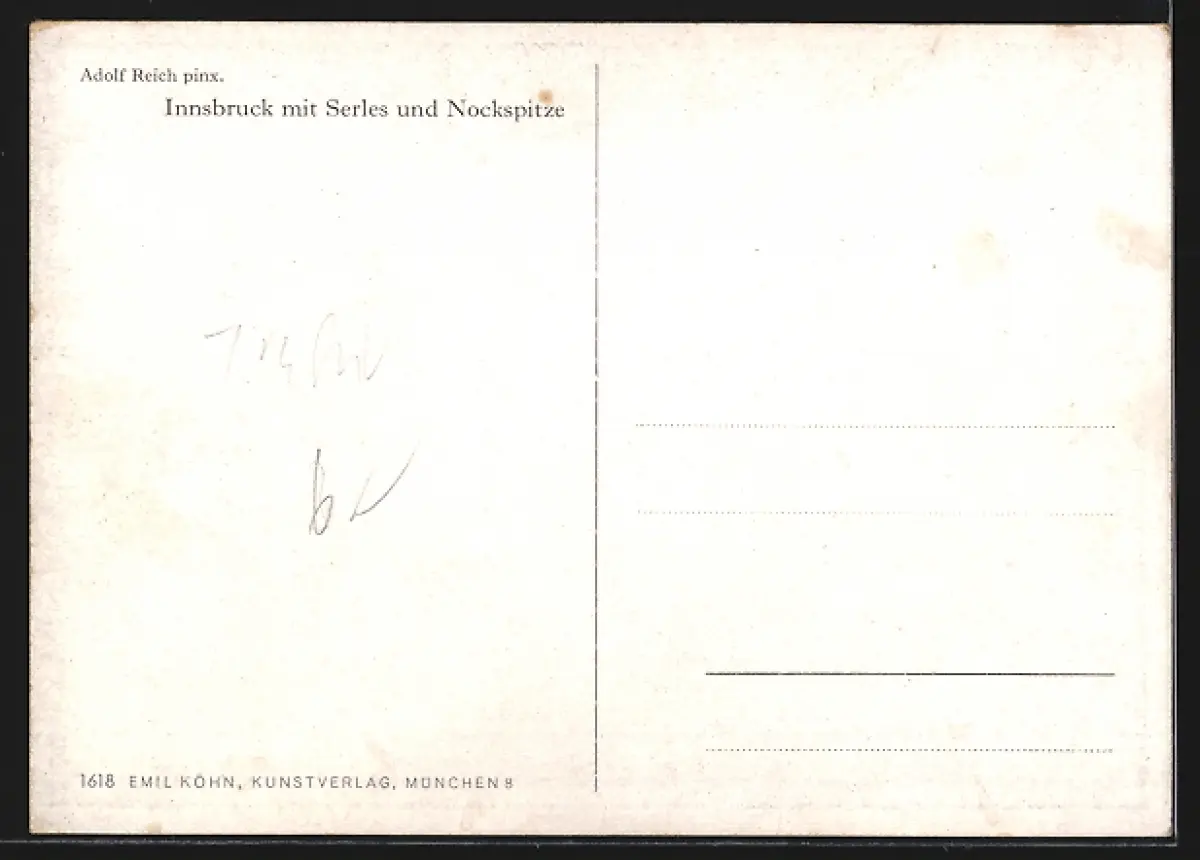 Adolf Reich pinx.
Innsbruck mit Serles und Nockspitze
1618 EMIL KÖHN, KUNSTVERLAG, MÜNCHEN 8